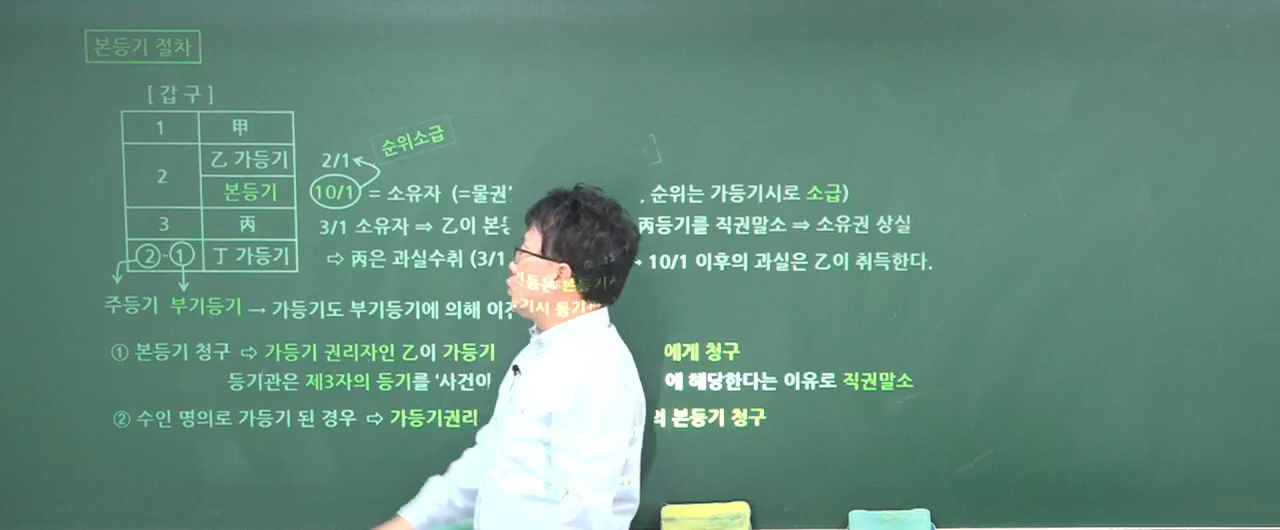 본등기 절차
[ 갑 구 ]
1 甲
2 乙 가등기
본등기
3 丙
②-① 丁 가등기
순위소급
2/1
10/1 = 소유자 (=물권 , 순위는 가등기시로 소급)
3/1 소유자 ⇒ 乙이 본 丙등기를 직권말소 ⇒ 소유권 상실
⇨ 丙은 과실수취 (3/1 10/1 이후의 과실은 乙이 취득한다.
주등기 부기등기 → 가등기도 부기등기에 의해
① 본등기 청구 ⇨ 가등기 권리자인 乙이 가등기 에게 청구
등기관은 제3자의 등기를 '사건이 에 해당한다는 이유로 직권말소
② 수인 명의로 가등기 된 경우 ⇨ 가등기권리 의 본등기 청구